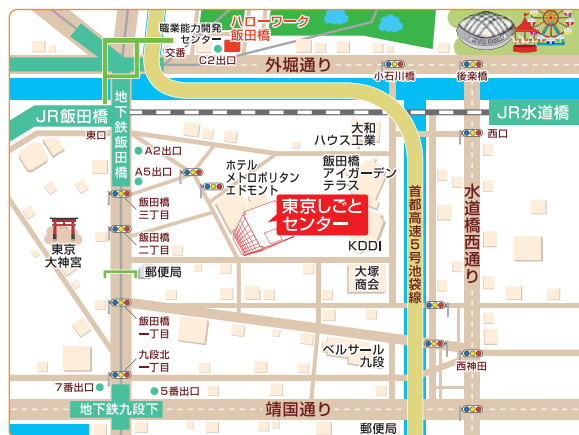 職業能力開発
センター
ハローワーク
飯田橋
交番
C2出口
外堀通り
小石川橋
後楽橋
JR飯田橋
地下鉄飯田橋
JR水道橋
東口
西口
A2出口
A5出口
大和
ハウス工業
ホテル
メトロポリタン
エドモント
飯田橋
アイガーデン
テラス
飯田橋
三丁目
東京しごと
センター
首都高速5号池袋線
水道橋西通り
飯田橋
二丁目
KDDI
東京
大神宮
郵便局
大塚
商会
飯田橋
一丁目
ベルサール
九段
九段北
一丁目
西神田
7番出口
5番出口
地下鉄九段下
靖国通り
郵便局